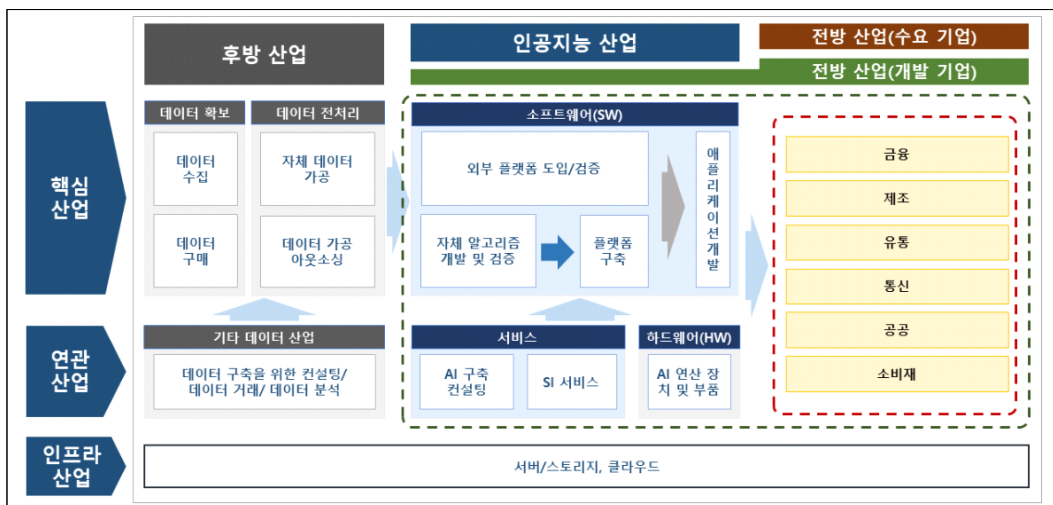 후방 산업
인공지능 산업
전방 산업(수요 기업)
전방 산업(개발 기업)
핵심
산업
데이터 확보
데이터 전처리
데이터
수집
자체 데이터
가공
데이터
구매
데이터 가공
아웃소싱
소프트웨어(SW)
외부 플랫폼 도입/검증
자체 알고리즘
개발 및 검증
플랫폼
구축
애
플
리
케
이
션
개
발
금융
제조
유통
통신
공공
소비재
연관
산업
기타 데이터 산업
데이터 구축을 위한 컨설팅/
데이터 거래/ 데이터 분석
서비스
AI 구축
컨설팅
SI 서비스
하드웨어(HW)
AI 연산 장
치 및 부품
인프라
산업
서버/스토리지, 클라우드